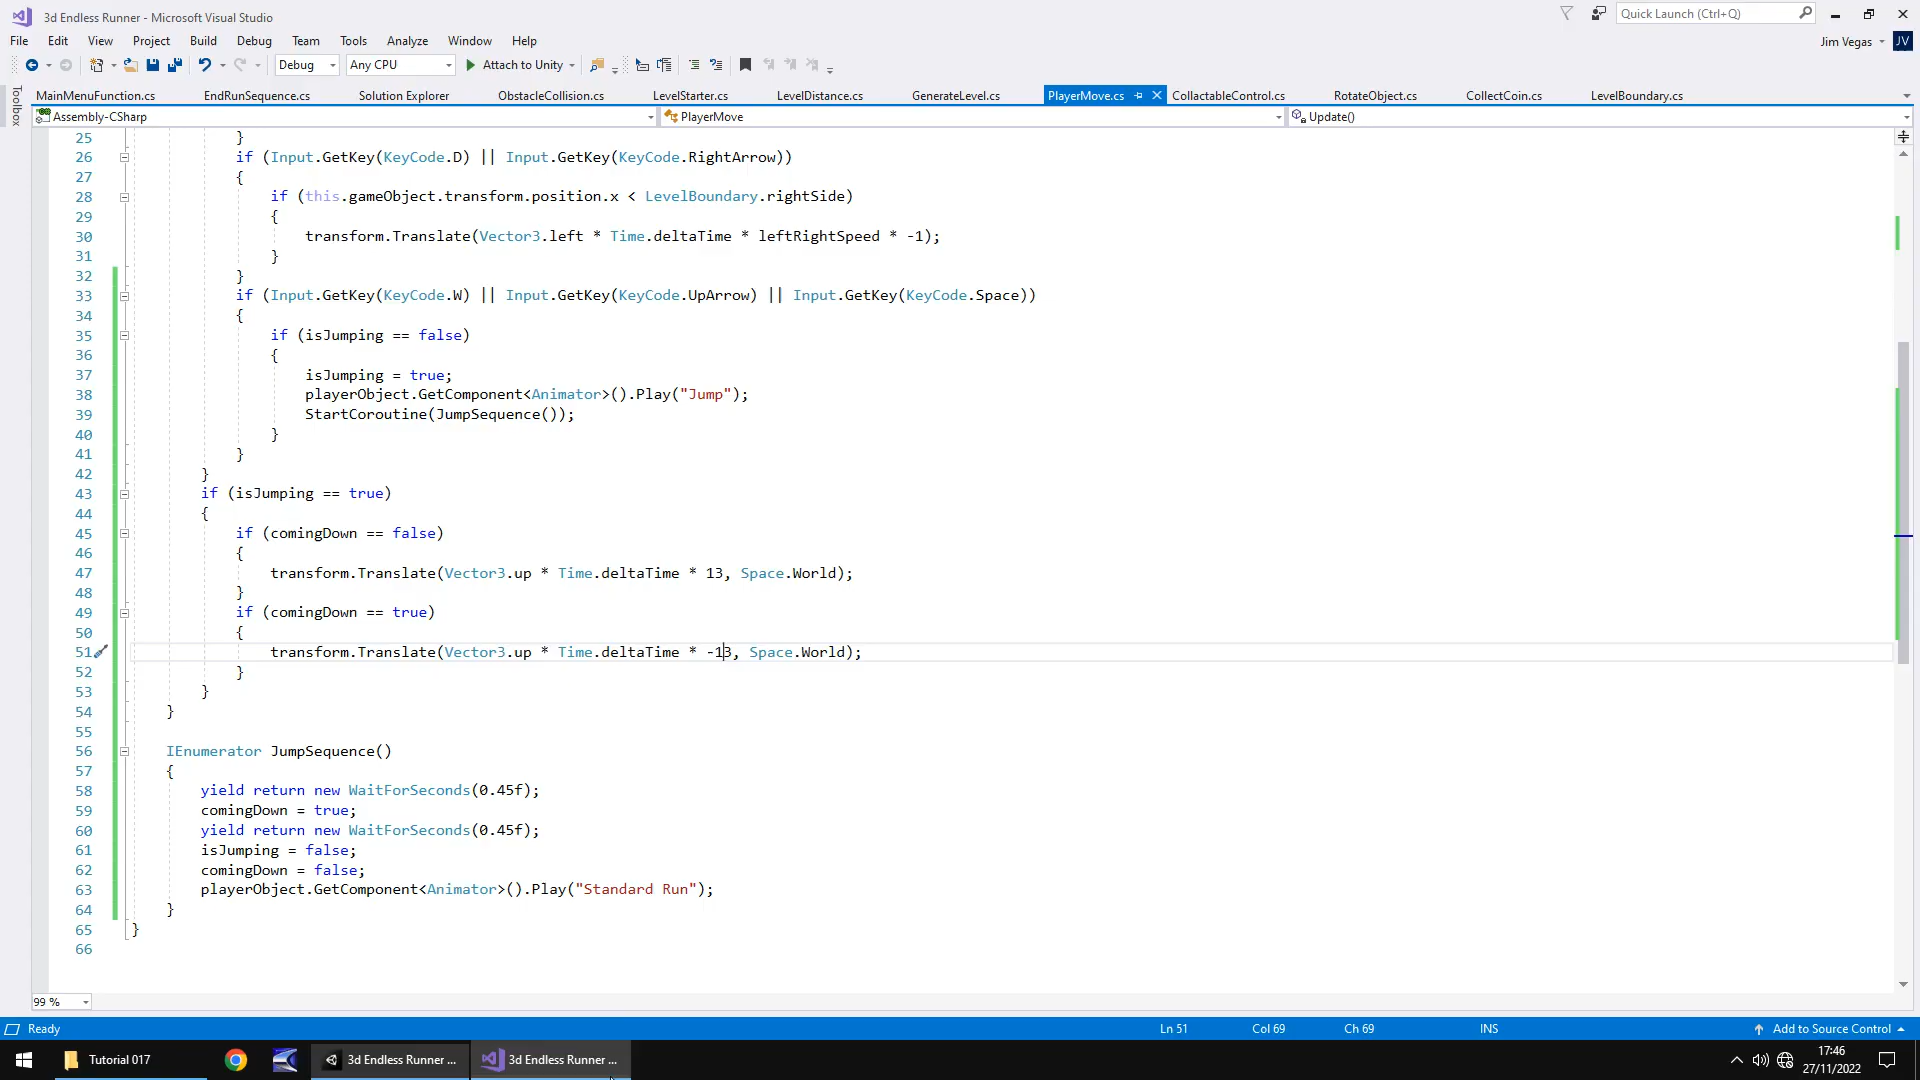 3d Endless Runner - Microsoft Visual Studio
Quick Launch (Ctrl+Q)
File Edit View Project Build Debug Team Tools Analyze Window Help
Jim Vegas JV
Debug Any CPU Attach to Unity
Toolbox
MainMenuFunction.cs EndRunSequence.cs Solution Explorer ObstacleCollision.cs LevelStarter.cs LevelDistance.cs GenerateLevel.cs PlayerMove.cs CollectableControl.cs RotateObject.cs CollectCoin.cs LevelBoundary.cs
Assembly-CSharp PlayerMove Update()
25 }
26 if (Input.GetKey(KeyCode.D) || Input.GetKey(KeyCode.RightArrow))
27 {
28 if (this.gameObject.transform.position.x < LevelBoundary.rightSide)
29 {
30 transform.Translate(Vector3.left * Time.deltaTime * leftRightSpeed * -1);
31 }
32 }
33 if (Input.GetKey(KeyCode.W) || Input.GetKey(KeyCode.UpArrow) || Input.GetKey(KeyCode.Space))
34 {
35 if (isJumping == false)
36 {
37 isJumping = true;
38 playerObject.GetComponent<Animator>().Play("Jump");
39 StartCoroutine(JumpSequence());
40 }
41 }
42 }
43 if (isJumping == true)
44 {
45 if (comingDown == false)
46 {
47 transform.Translate(Vector3.up * Time.deltaTime * 13, Space.World);
48 }
49 if (comingDown == true)
50 {
51 transform.Translate(Vector3.up * Time.deltaTime * -13, Space.World);
52 }
53 }
54 }
55
56 IEnumerator JumpSequence()
57 {
58 yield return new WaitForSeconds(0.45f);
59 comingDown = true;
60 yield return new WaitForSeconds(0.45f);
61 isJumping = false;
62 comingDown = false;
63 playerObject.GetComponent<Animator>().Play("Standard Run");
64 }
65 }
66
99 %
Ready Ln 51 Col 69 Ch 69 INS Add to Source Control
Tutorial 017 3d Endless Runner ... 3d Endless Runner ... 17:46
27/11/2022